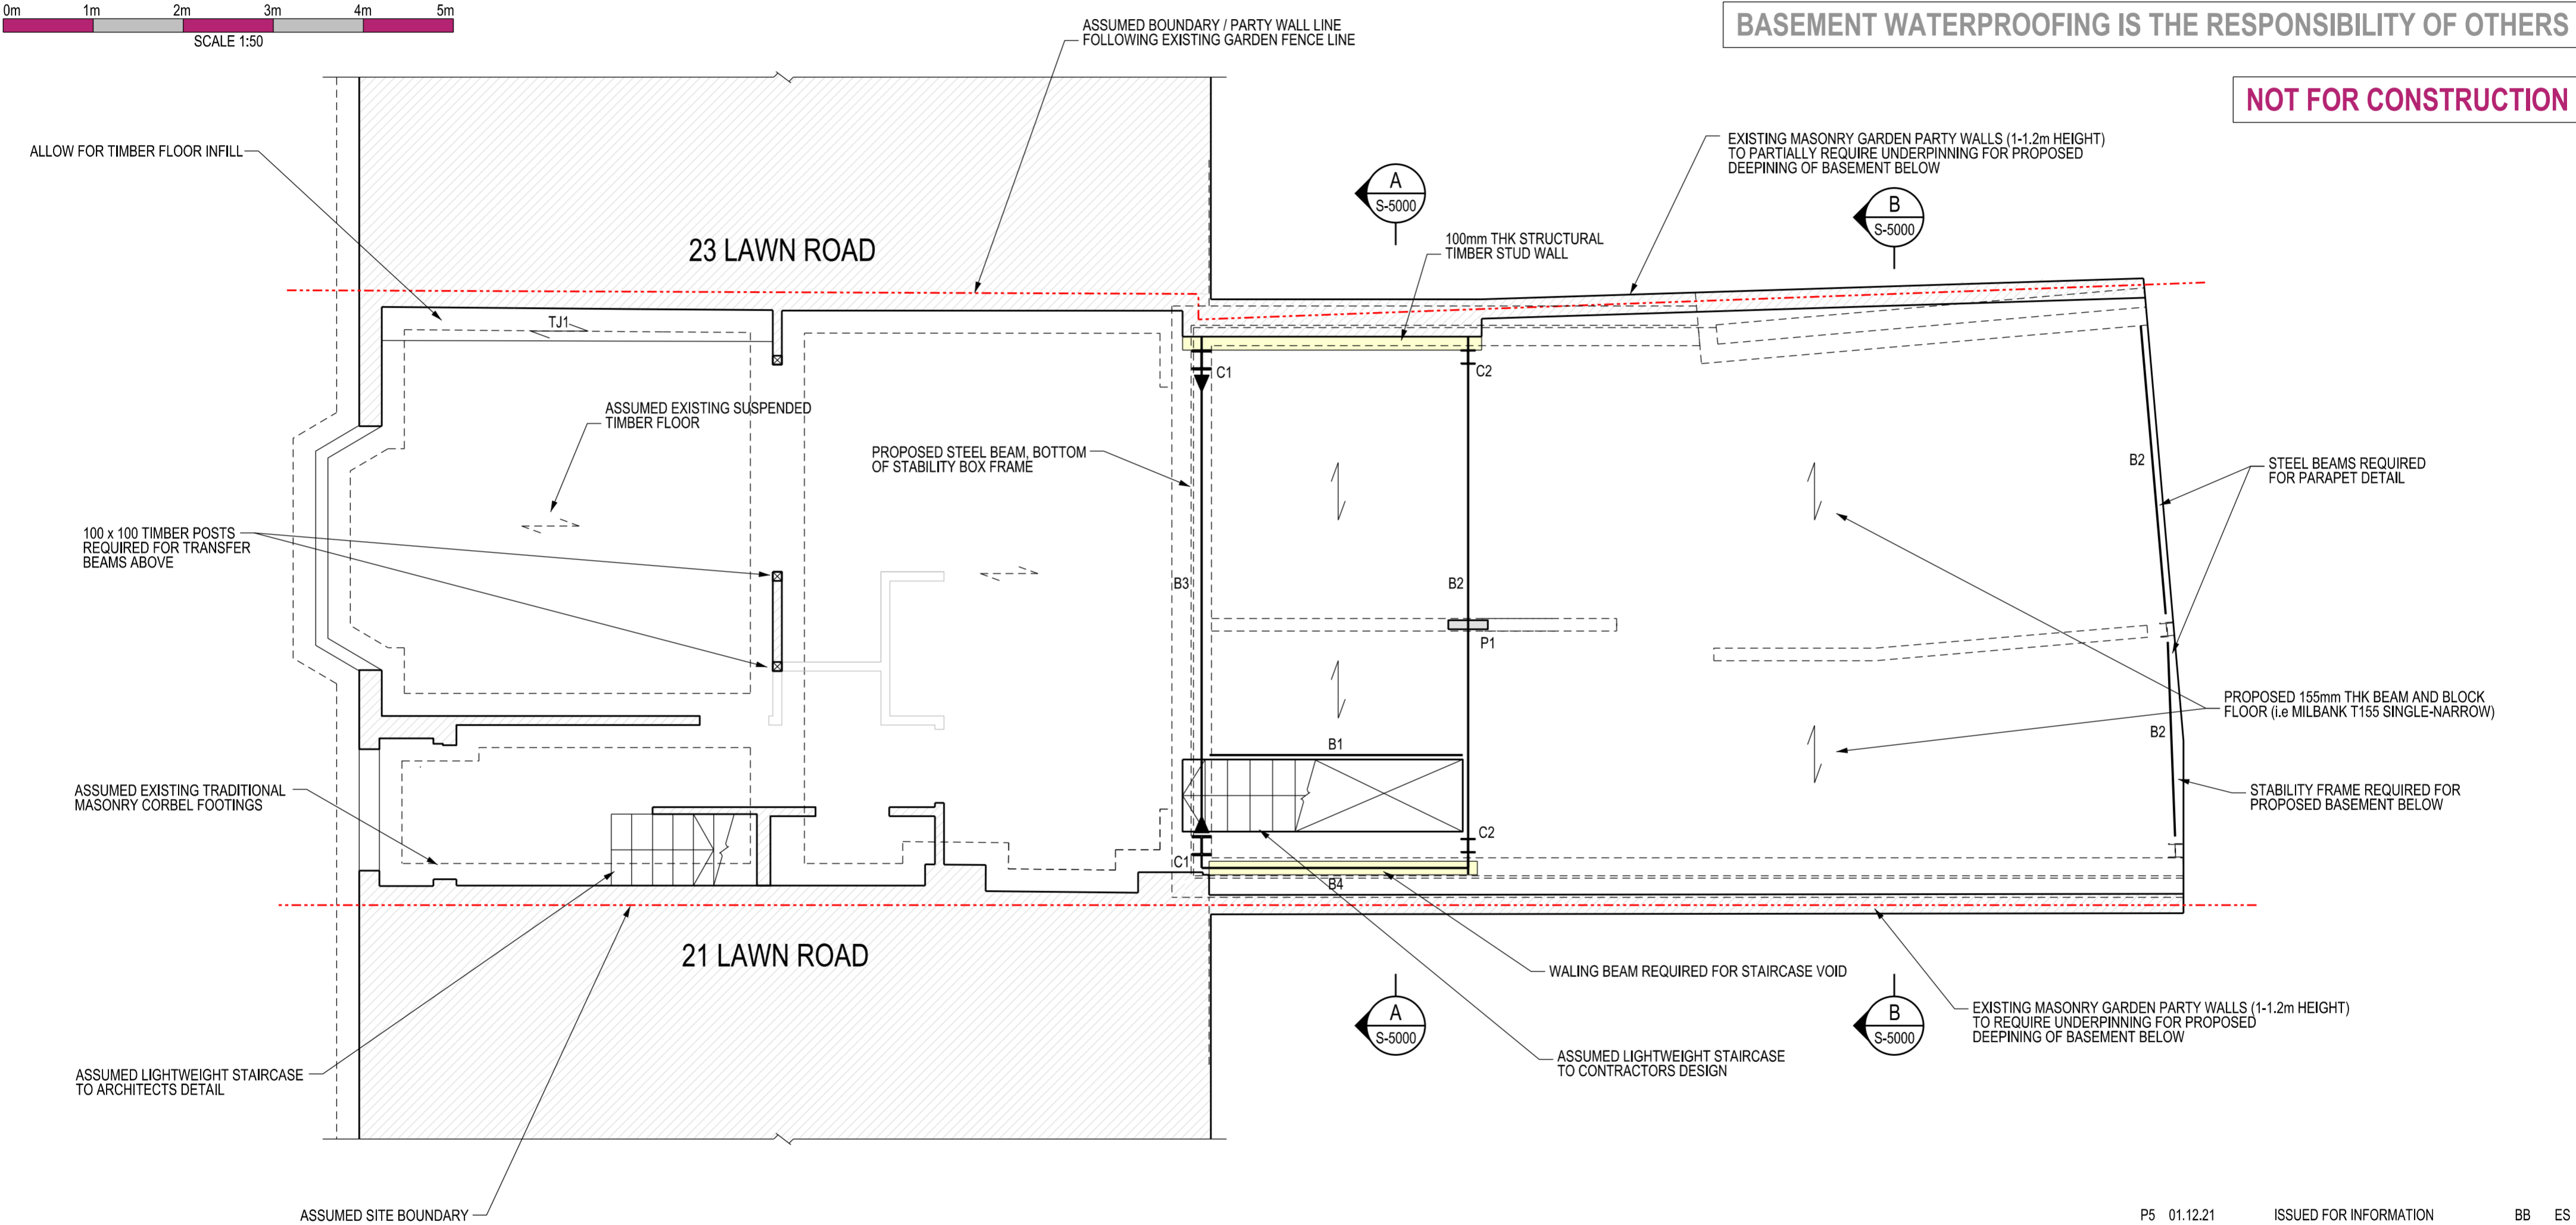 0m 1m 2m 3m 4m 5m
SCALE 1:50
BASEMENT WATERPROOFING IS THE RESPONSIBILITY OF OTHERS
NOT FOR CONSTRUCTION
ASSUMED BOUNDARY / PARTY WALL LINE
FOLLOWING EXISTING GARDEN FENCE LINE
ALLOW FOR TIMBER FLOOR INFILL
EXISTING MASONRY GARDEN PARTY WALLS (1-1.2m HEIGHT)
TO PARTIALLY REQUIRE UNDERPINNING FOR PROPOSED
DEEPINING OF BASEMENT BELOW
A
S-5000
B
S-5000
23 LAWN ROAD
100mm THK STRUCTURAL
TIMBER STUD WALL
TJ1
C1
C2
ASSUMED EXISTING SUSPENDED
TIMBER FLOOR
PROPOSED STEEL BEAM, BOTTOM
OF STABILITY BOX FRAME
B2
STEEL BEAMS REQUIRED
FOR PARAPET DETAIL
100 x 100 TIMBER POSTS
REQUIRED FOR TRANSFER
BEAMS ABOVE
B3
B2
P1
PROPOSED 155mm THK BEAM AND BLOCK
FLOOR (i.e MILBANK T155 SINGLE-NARROW)
B2
B1
ASSUMED EXISTING TRADITIONAL
MASONRY CORBEL FOOTINGS
STABILITY FRAME REQUIRED FOR
PROPOSED BASEMENT BELOW
C2
C1
B4
21 LAWN ROAD
WALING BEAM REQUIRED FOR STAIRCASE VOID
A
S-5000
B
S-5000
EXISTING MASONRY GARDEN PARTY WALLS (1-1.2m HEIGHT)
TO REQUIRE UNDERPINNING FOR PROPOSED
DEEPINING OF BASEMENT BELOW
ASSUMED LIGHTWEIGHT STAIRCASE
TO CONTRACTORS DESIGN
ASSUMED LIGHTWEIGHT STAIRCASE
TO ARCHITECTS DETAIL
ASSUMED SITE BOUNDARY
P5 01.12.21 ISSUED FOR INFORMATION BB ES